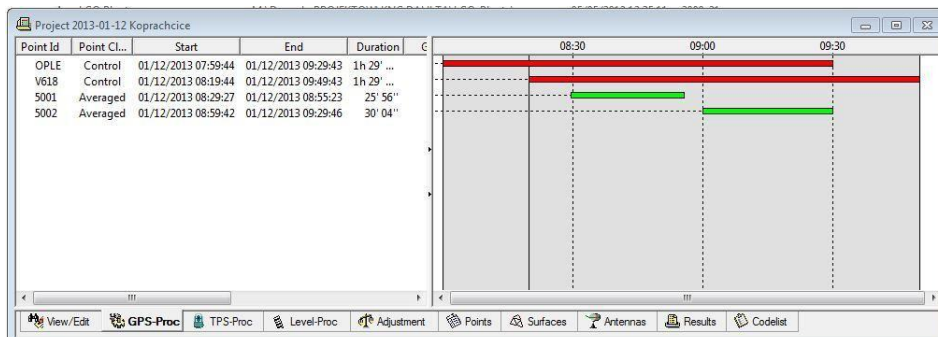 Project 2013-01-12 Koprachcice
Point Id Point Cl... Start End Duration 08:30 09:00 09:30
OPLE Control 01/12/2013 07:59:44 01/12/2013 09:29:43 1h 29' ...
V618 Control 01/12/2013 08:19:44 01/12/2013 09:49:43 1h 29' ...
5001 Averaged 01/12/2013 08:29:27 01/12/2013 08:55:23 25' 56"
5002 Averaged 01/12/2013 08:59:42 01/12/2013 09:29:46 30' 04"
View/Edit GPS-Proc TPS-Proc Level-Proc Adjustment Points Surfaces Antennas Results Codelist